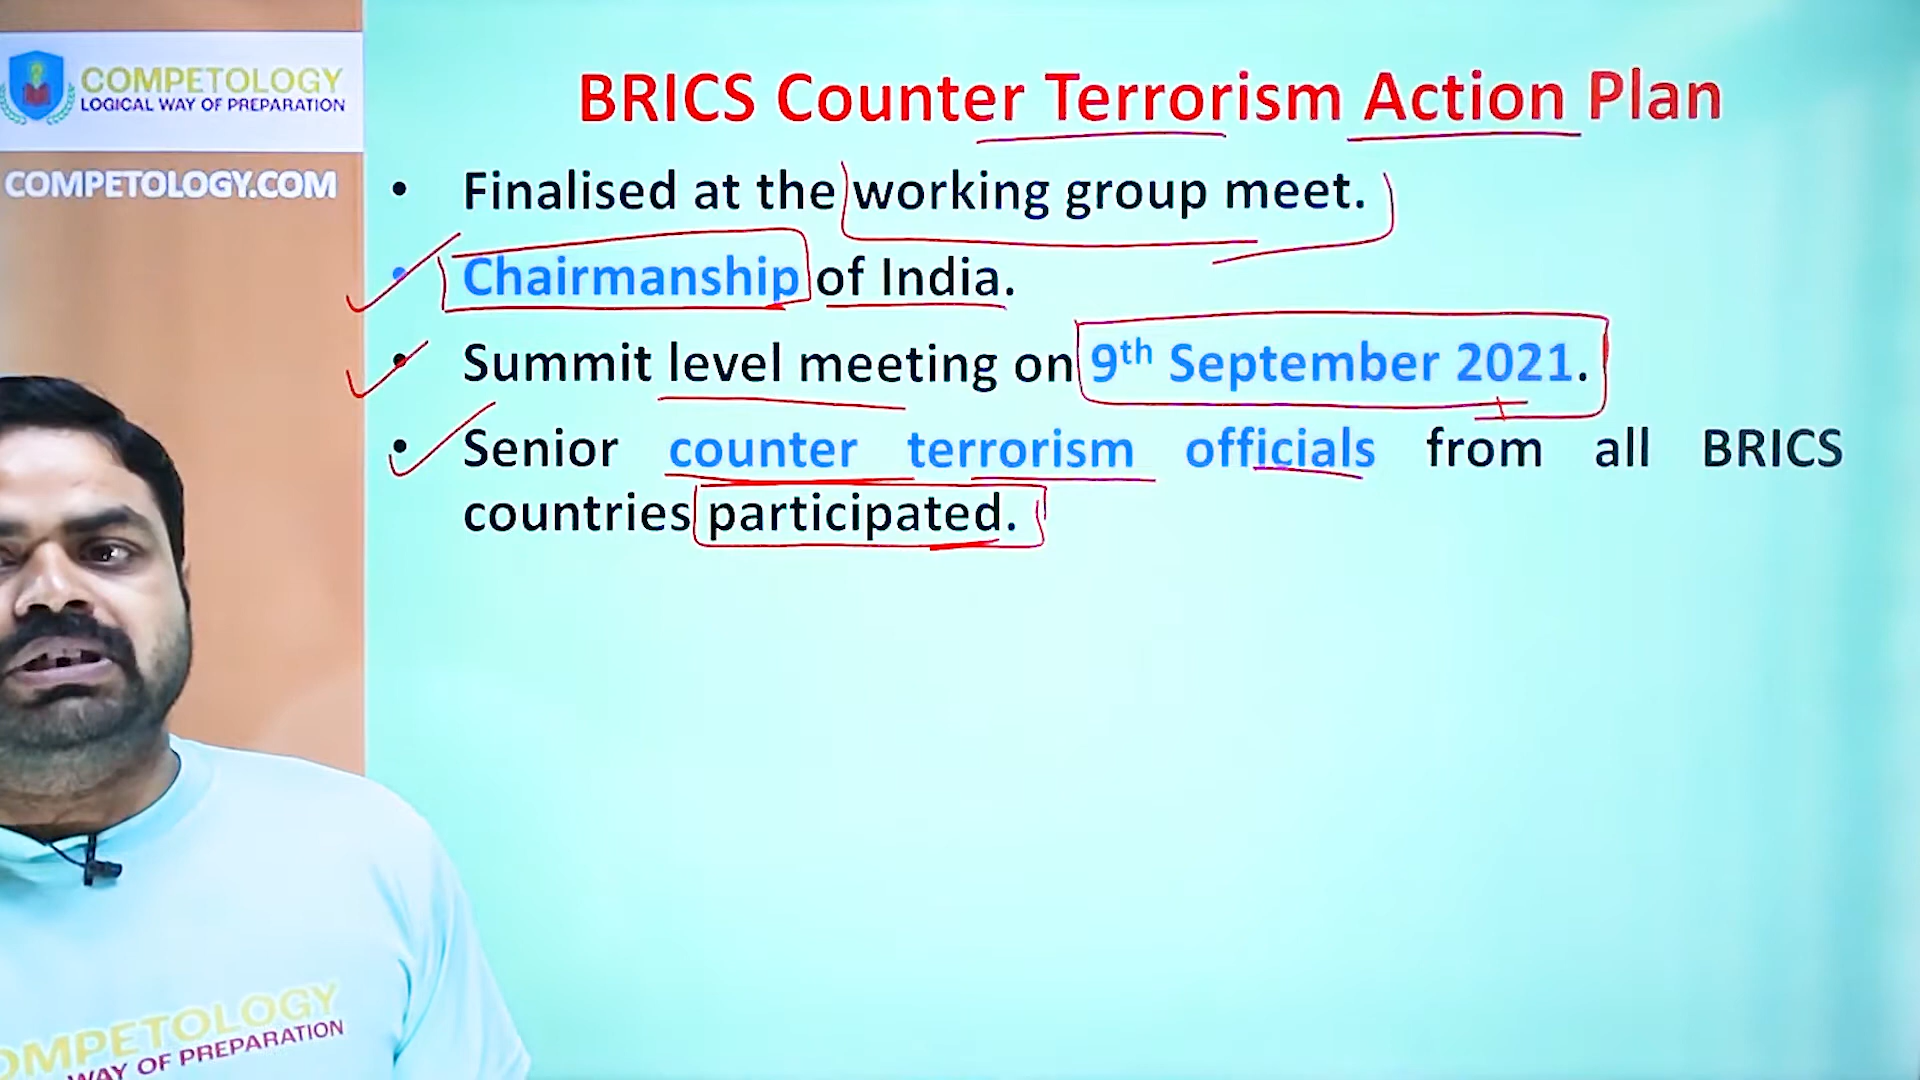 COMPETOLOGY
LOGICAL WAY OF PREPARATION
COMPETOLOGY.COM
BRICS Counter Terrorism Action Plan
• Finalised at the working group meet.
• Chairmanship of India.
• Summit level meeting on 9th September 2021.
• Senior counter terrorism officials from all BRICS
countries participated.
OMPETOLOGY
WAY OF PREPARATION